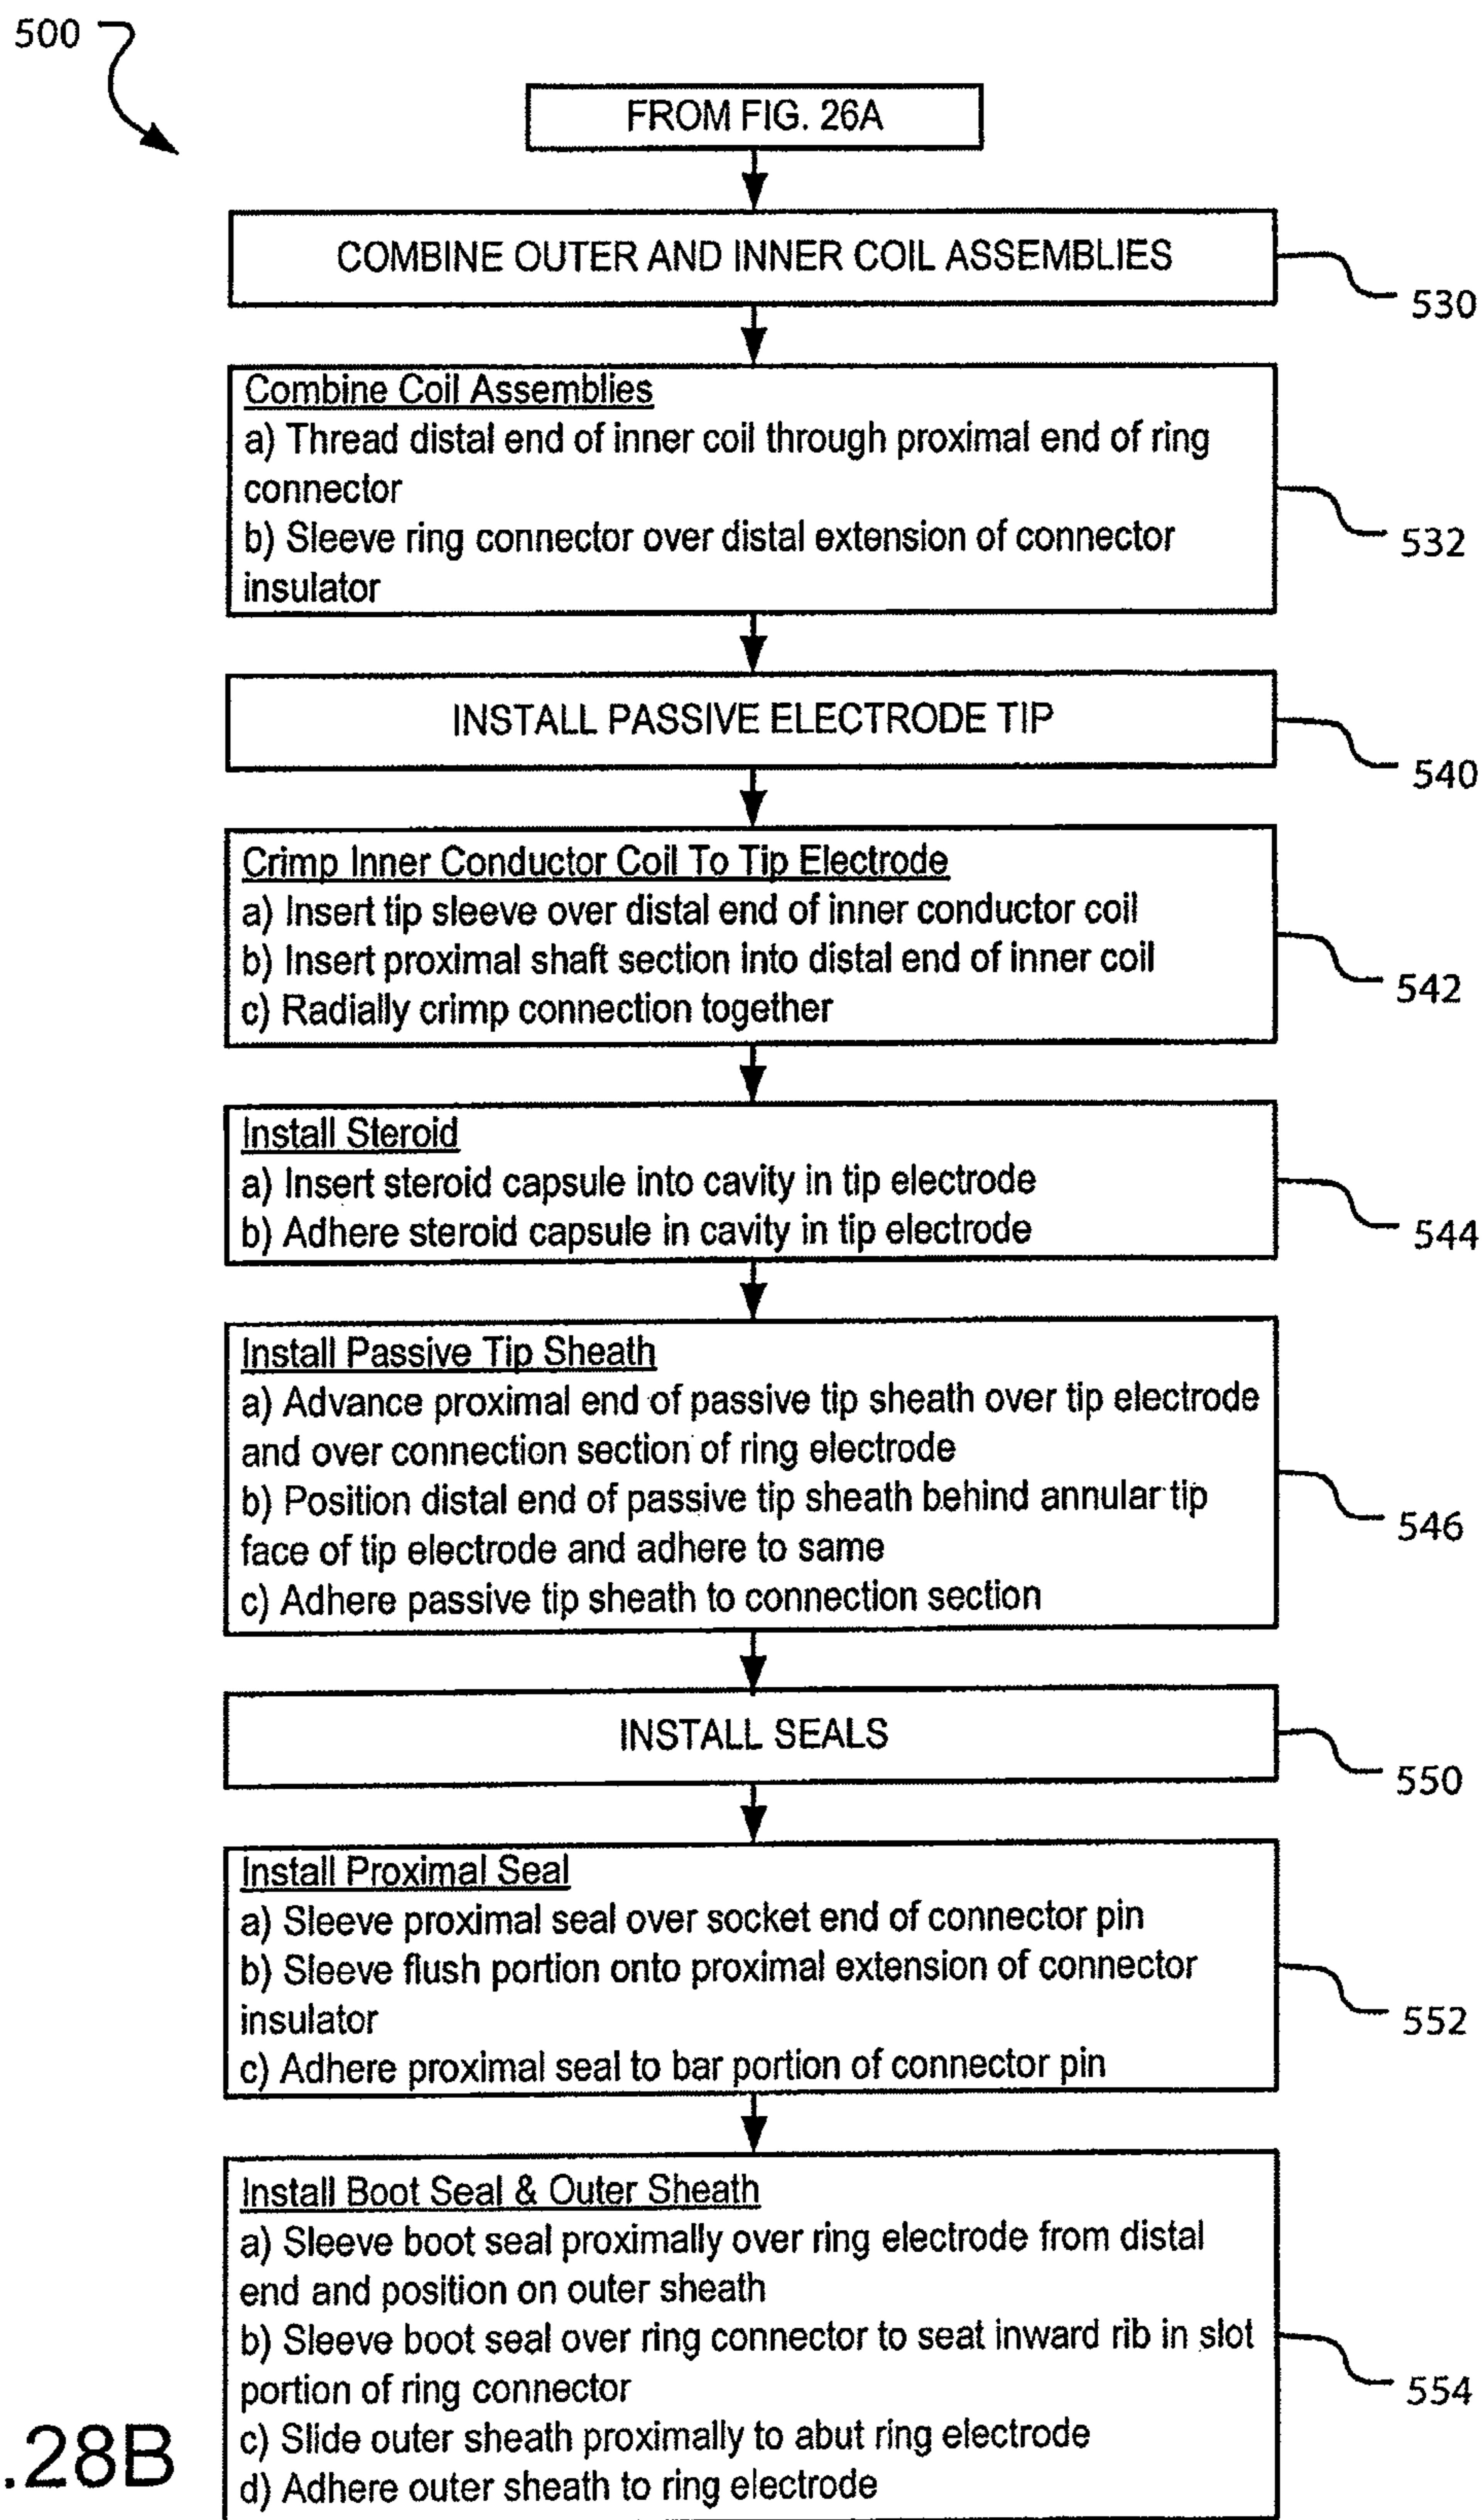 500
FROM FIG. 26A
COMBINE OUTER AND INNER COIL ASSEMBLIES
530
Combine Coil Assemblies
a) Thread distal end of inner coil through proximal end of ring
connector
b) Sleeve ring connector over distal extension of connector
insulator
532
INSTALL PASSIVE ELECTRODE TIP
540
Crimp Inner Conductor Coil To Tip Electrode
a) Insert tip sleeve over distal end of inner conductor coil
b) Insert proximal shaft section into distal end of inner coil
c) Radially crimp connection together
542
Install Steroid
a) Insert steroid capsule into cavity in tip electrode
b) Adhere steroid capsule in cavity in tip electrode
544
Install Passive Tip Sheath
a) Advance proximal end of passive tip sheath over tip electrode
and over connection section of ring electrode
b) Position distal end of passive tip sheath behind annular tip
face of tip electrode and adhere to same
c) Adhere passive tip sheath to connection section
546
INSTALL SEALS
550
Install Proximal Seal
a) Sleeve proximal seal over socket end of connector pin
b) Sleeve flush portion onto proximal extension of connector
insulator
c) Adhere proximal seal to bar portion of connector pin
552
Install Boot Seal & Outer Sheath
a) Sleeve boot seal proximally over ring electrode from distal
end and position on outer sheath
b) Sleeve boot seal over ring connector to seat inward rib in slot
portion of ring connector
c) Slide outer sheath proximally to abut ring electrode
d) Adhere outer sheath to ring electrode
554
.28B